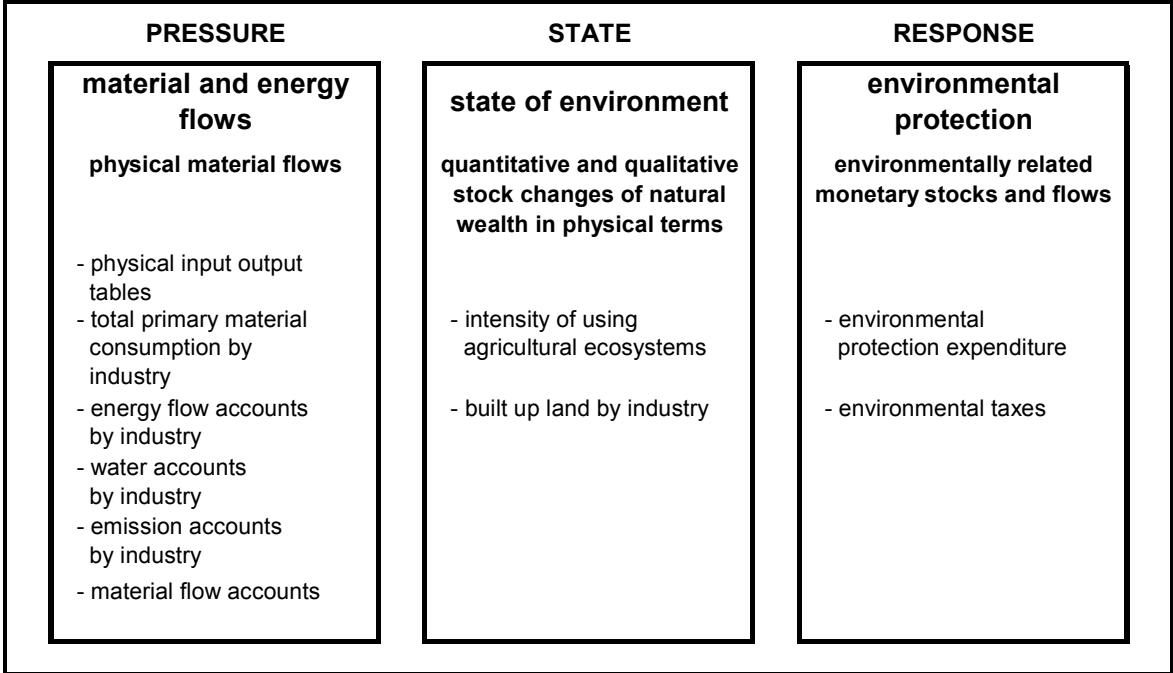 PRESSURE
material and energy
flows
physical material flows
- physical input output
tables
- total primary material
consumption by
industry
- energy flow accounts
by industry
- water accounts
by industry
- emission accounts
by industry
- material flow accounts
STATE
state of environment
quantitative and qualitative
stock changes of natural
wealth in physical terms
- intensity of using
agricultural ecosystems
- built up land by industry
RESPONSE
environmental
protection
environmentally related
monetary stocks and flows
- environmental
protection expenditure
- environmental taxes